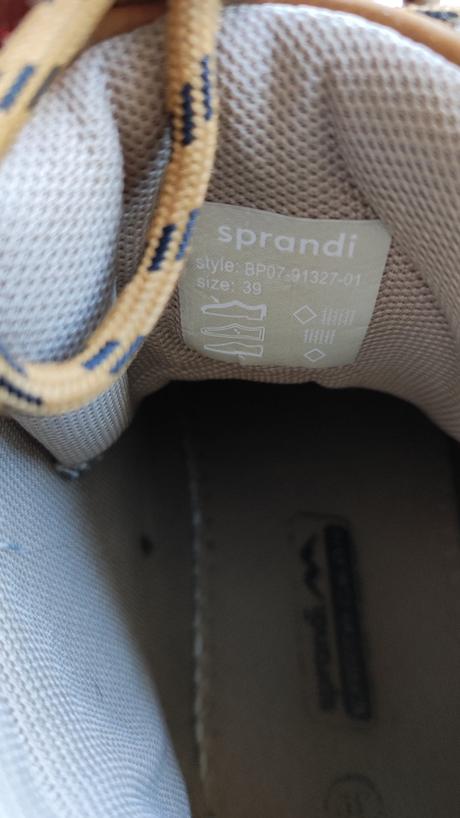 sprandi
style: BP07-91327-01
size: 39